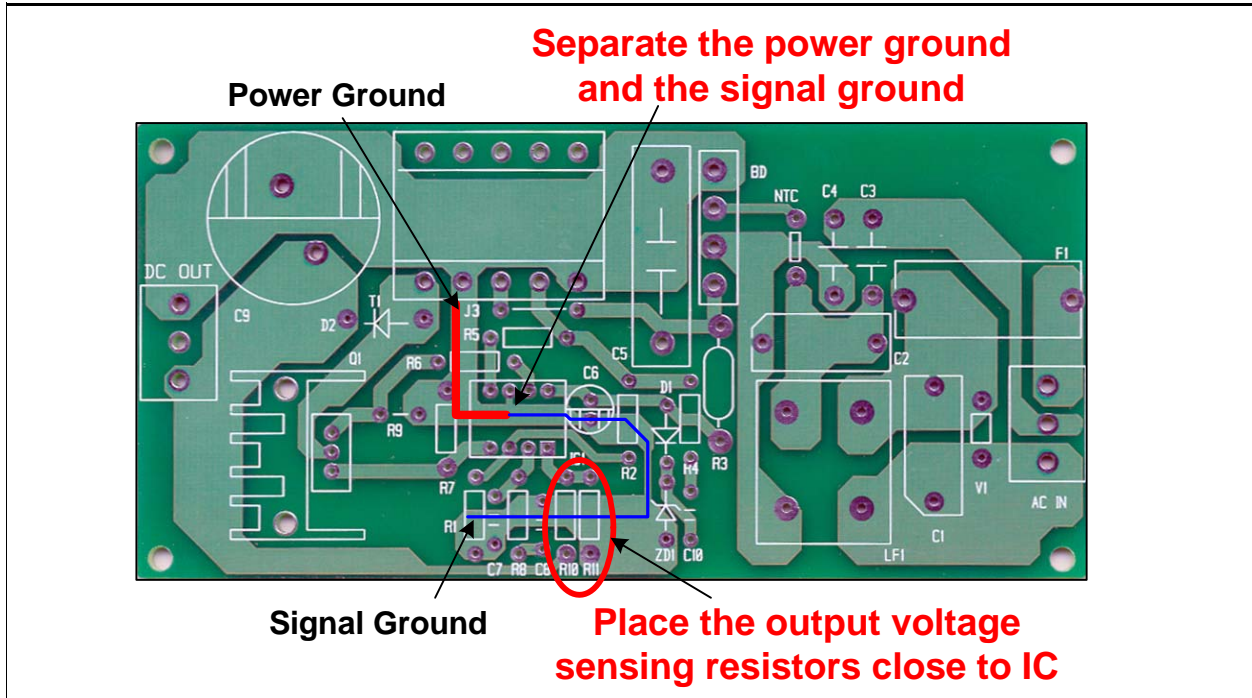 Separate the power ground
and the signal ground
Power Ground
BD
NTC
C4
C3
F1
DC OUT
C9
D2
T1
J3
R5
Q1
R6
C5
C6
C2
D1
R9
R7
R2
R4
R3
V1
AC IN
R1
C7
R8
R10
R11
ZD1
C10
LF1
C1
Signal Ground
Place the output voltage
sensing resistors close to IC